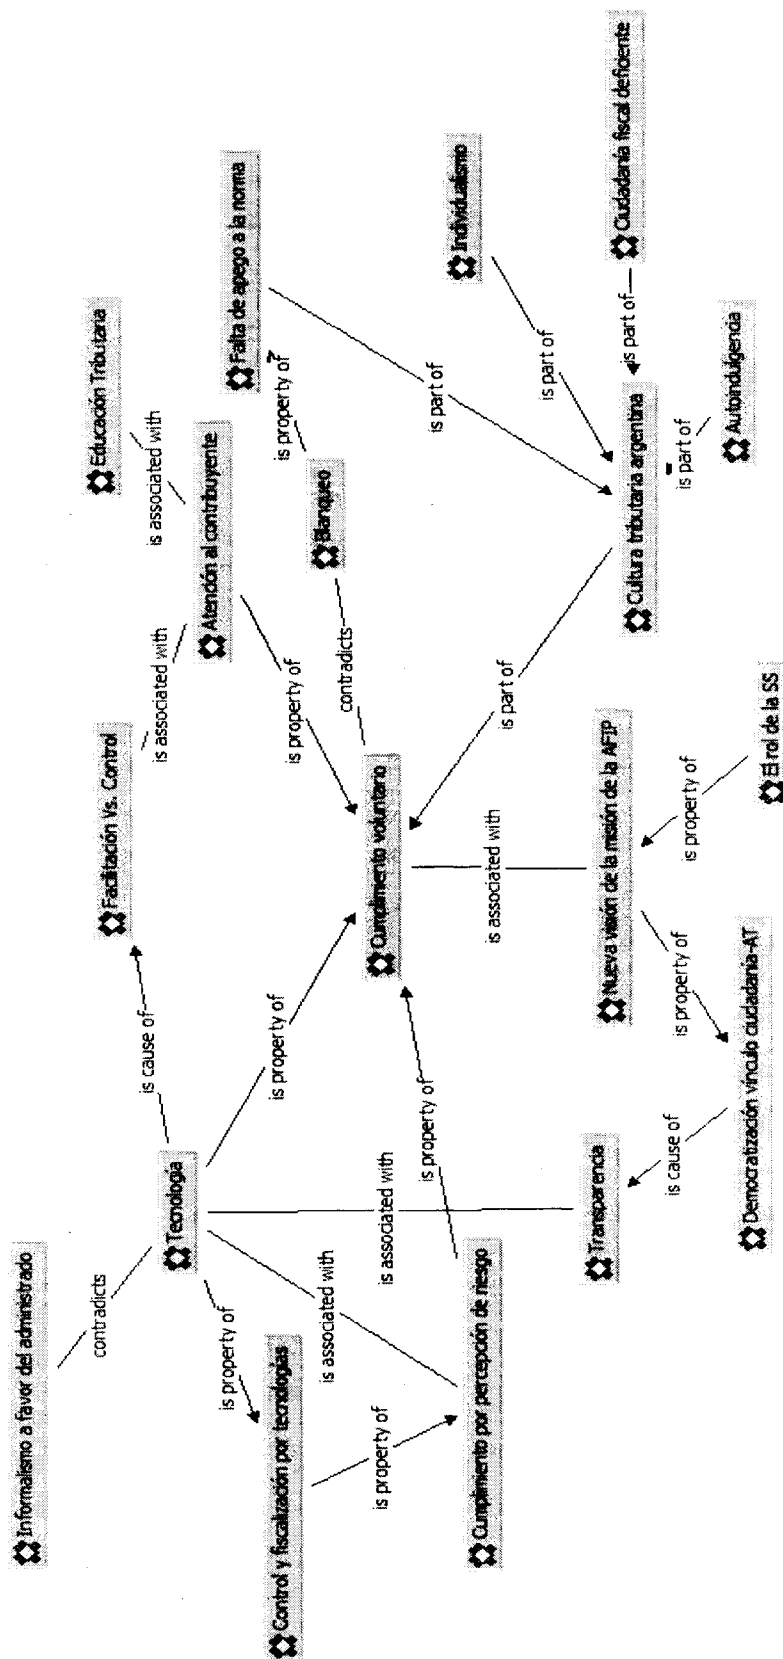 Informalismo a favor del administrado
contradicts
Educación Tributaria
Facilitación Vs. Control
is cause of
is associated with
is associated with
Tecnología
Atención al contribuyente
Falta de apego a la norma
is property of
is property of
is property of
is property of
Control y fiscalización por tecnologías
Blanqueo
is associated with
contradicts
is property of
is associated with
Cumplimento voluntario
is property of
is part of
Individualismo
Cumplimiento por percepción de riesgo
is associated with
is part of
is part of
Transparencia
Nueva visión de la misión de la AFIP
Cultura tributaria argentina
is part of
Ciudadanía fiscal deficiente
is cause of
is property of
is property of
is part of
Autoindulgencia
Democratización vínculo ciudadanía-AT
El rol de la SS